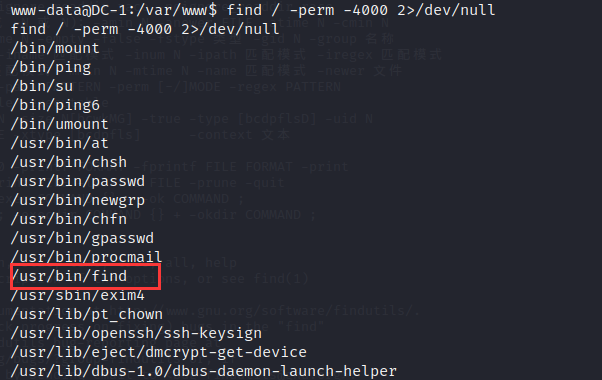 www-data@DC-1:/var/www$ find / -perm -4000 2>/dev/null
find / -perm -4000 2>/dev/null
/bin/mount
/bin/ping
/bin/su
/bin/ping6
/bin/umount
/usr/bin/at
/usr/bin/chsh
/usr/bin/passwd
/usr/bin/newgrp
/usr/bin/chfn
/usr/bin/gpasswd
/usr/bin/procmail
/usr/bin/find
/usr/sbin/exim4
/usr/lib/pt_chown
/usr/lib/openssh/ssh-keysign
/usr/lib/eject/dmcrypt-get-device
/usr/lib/dbus-1.0/dbus-daemon-launch-helper